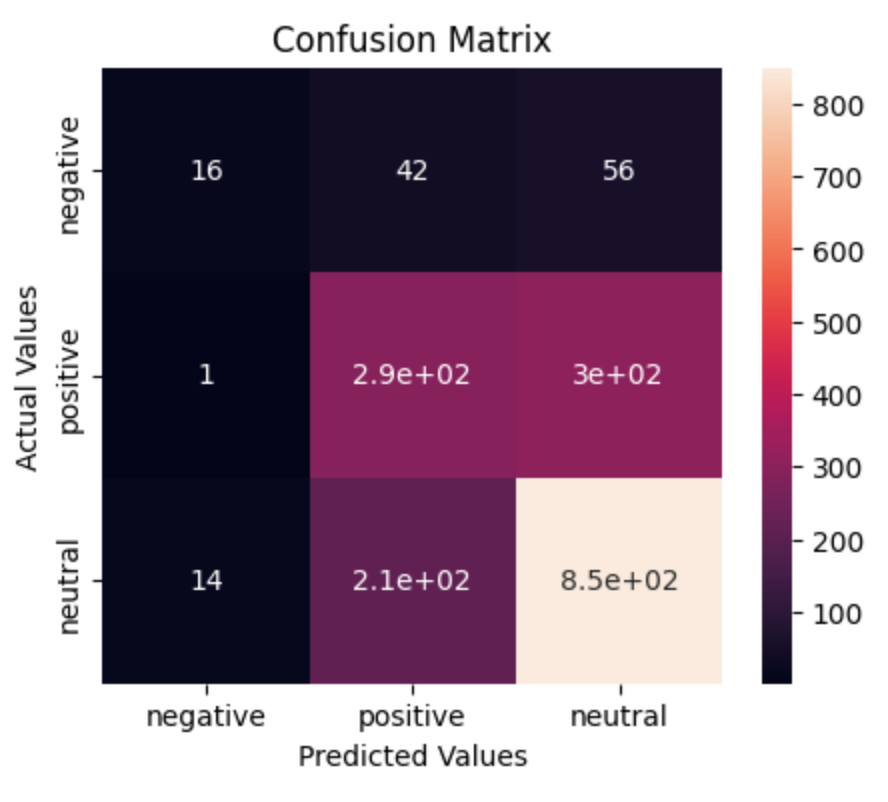 Confusion Matrix
Actual Values
negative
16
42
56
positive
1
2.9e+02
3e+02
neutral
14
2.1e+02
8.5e+02
negative
positive
neutral
Predicted Values
800
700
600
500
400
300
200
100